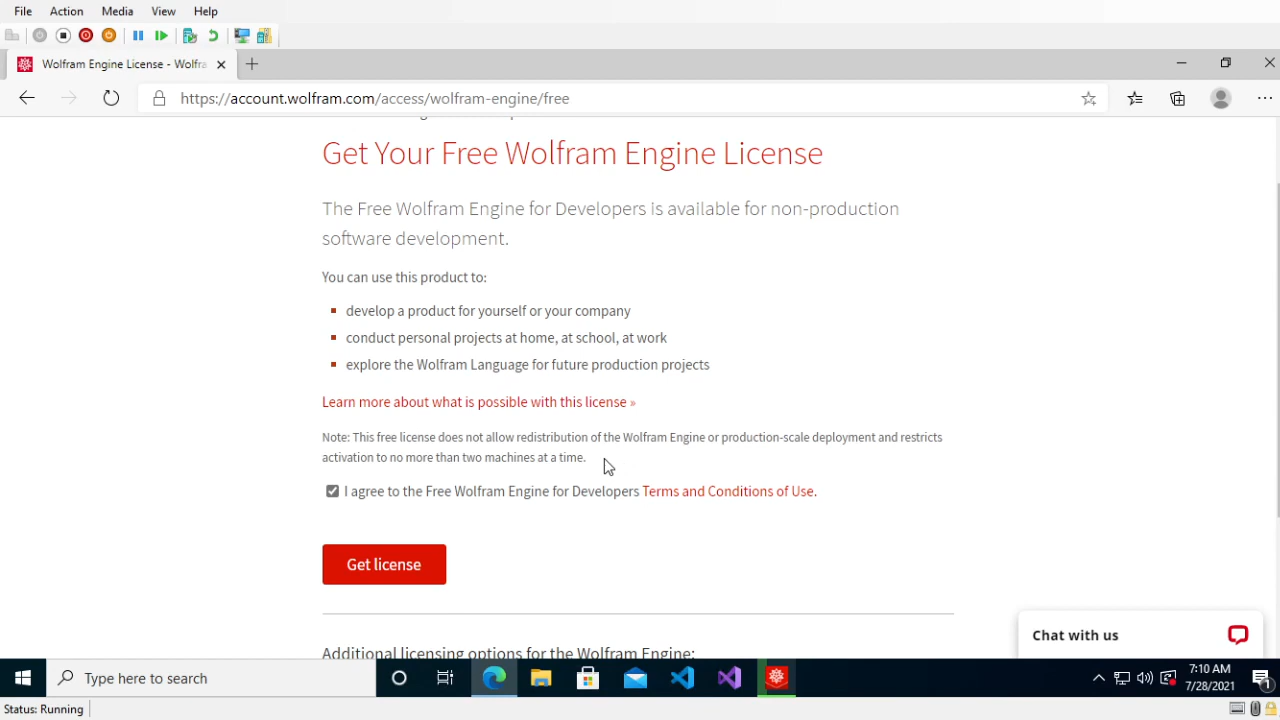 File Action Media View Help
Wolfram Engine License - Wolfra
https://account.wolfram.com/access/wolfram-engine/free
Get Your Free Wolfram Engine License
The Free Wolfram Engine for Developers is available for non-production
software development.
You can use this product to:
develop a product for yourself or your company
conduct personal projects at home, at school, at work
explore the Wolfram Language for future production projects
Learn more about what is possible with this license »
Note: This free license does not allow redistribution of the Wolfram Engine or production-scale deployment and restricts
activation to no more than two machines at a time.
I agree to the Free Wolfram Engine for Developers Terms and Conditions of Use.
Get license
Chat with us
Additional licensing options for the Wolfram Engine:
Type here to search
7:10 AM
7/28/2021
1
Status: Running